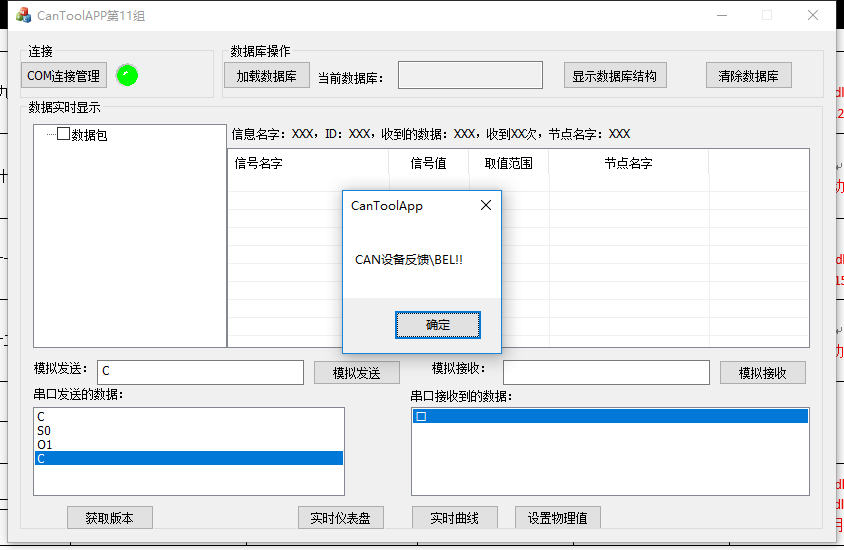 CanToolAPP第11组
连接
COM连接管理
数据库操作
加载数据库
当前数据库：
显示数据库结构
清除数据库
数据实时显示
数据包
信息名字：XXX，ID：XXX，收到的数据：XXX，收到XX次，节点名字：XXX
信号名字 信号值 取值范围 节点名字
CanToolApp
CAN设备反馈\BEL!!
确定
模拟发送： C 模拟发送
模拟接收： 模拟接收
串口发送的数据：
C
S0
O1
C
串口接收到的数据：
获取版本 实时仪表盘 实时曲线 设置物理值